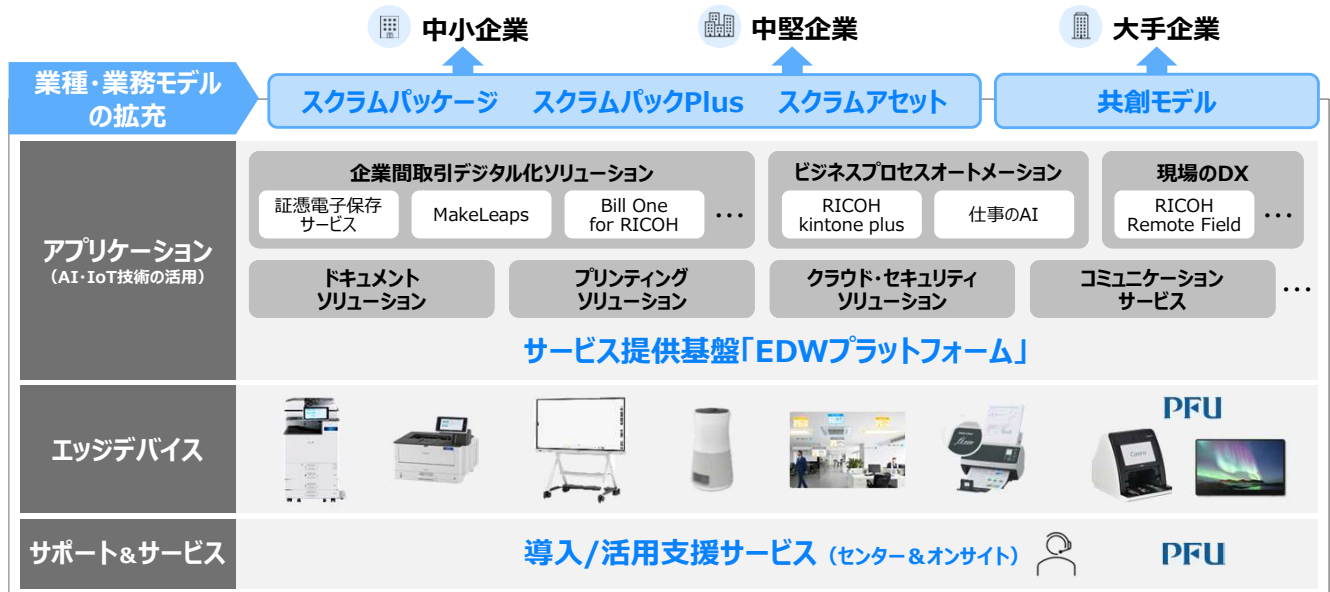 中小企業
中堅企業
大手企業
業種・業務モデル
の拡充
スクラムパッケージ
スクラムパックPlus
スクラムアセット
共創モデル
アプリケーション
（AI・IoT技術の活用）
企業間取引デジタル化ソリューション
証憑電子保存
サービス
MakeLeaps
Bill One
for RICOH
・・・
ビジネスプロセスオートメーション
RICOH
kintone plus
仕事のAI
現場のDX
RICOH
Remote Field
・・・
ドキュメント
ソリューション
プリンティング
ソリューション
クラウド・セキュリティ
ソリューション
コミュニケーション
サービス
・・・
サービス提供基盤「EDWプラットフォーム」
エッジデバイス
PFU
サポート&サービス
導入/活用支援サービス（センター＆オンサイト）
PFU